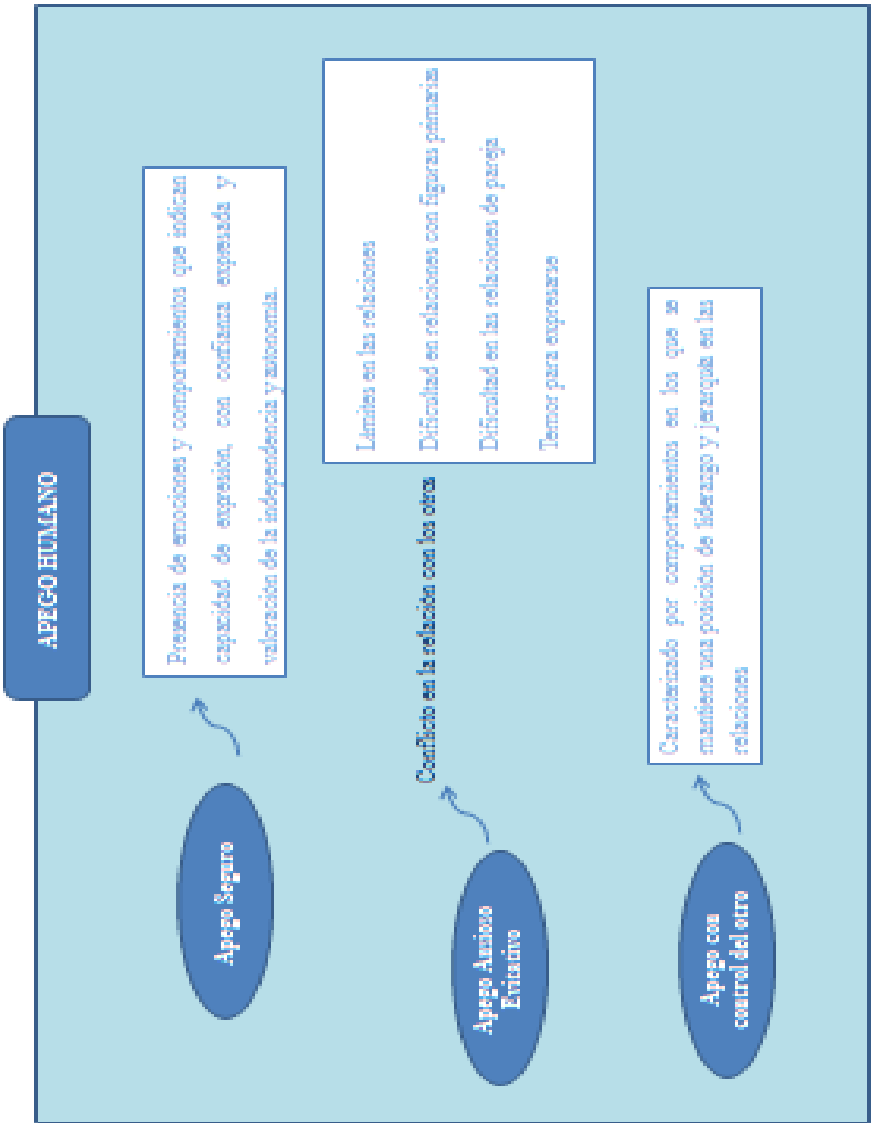 APEGO HUMANO
Apego Seguro
Presencia de emociones y comportamientos que indican
capacidad de expresión, con confianza expresada y
valoración de la independencia y autonomía.
Apego Ansioso
Evitativo
Conflicto en la relación con los otros
Límites en las relaciones
Dificultad en relaciones con figuras primarias
Dificultad en las relaciones de pareja
Temor para expresarse
Apego con
control del otro
Caracterizado por comportamientos en los que se
mantiene una posición de liderazgo y jerarquía en las
relaciones